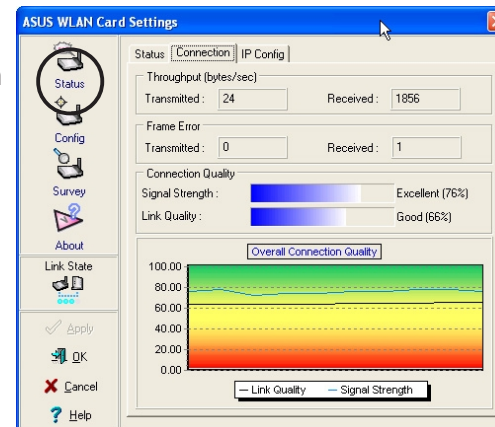 ASUS WLAN Card Settings
Status
Config
Survey
About
Link State
Apply
OK
Cancel
Help
Status Connection IP Config
Throughput (bytes/sec)
Transmitted : 24 Received : 1856
Frame Error
Transmitted : 0 Received : 1
Connection Quality
Signal Strength : Excellent (76%)
Link Quality : Good (66%)
Overall Connection Quality
100.00
80.00
60.00
40.00
20.00
0.00
Link Quality Signal Strength